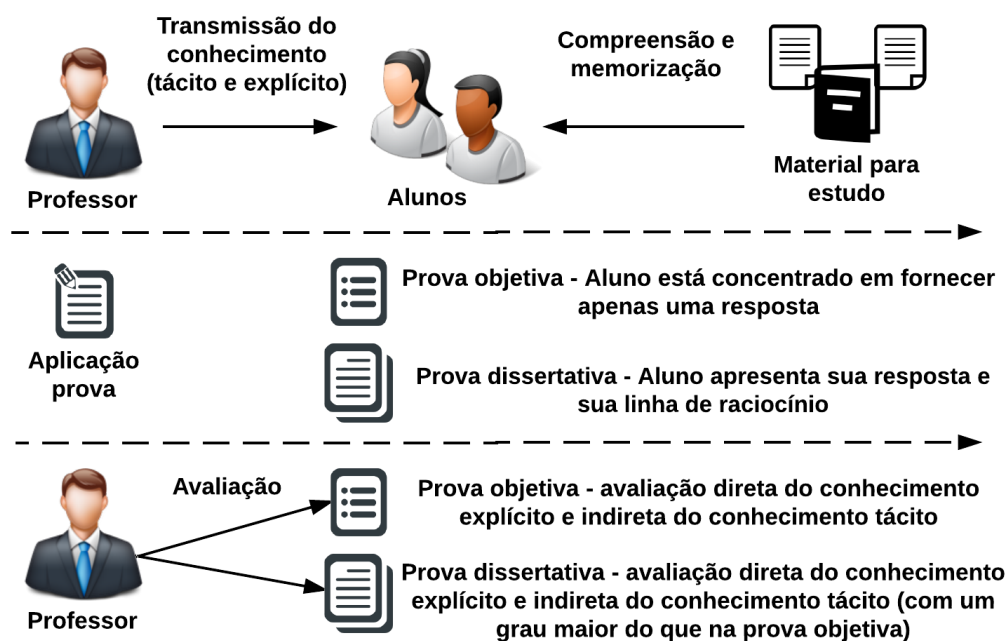 Transmissão do
conhecimento
(tácito e explícito)
Compreensão e
memorização
Professor
Alunos
Material para
estudo
Aplicação
prova
Prova objetiva - Aluno está concentrado em fornecer
apenas uma resposta
Prova dissertativa - Aluno apresenta sua resposta e
sua linha de raciocínio
Avaliação
Professor
Prova objetiva - avaliação direta do conhecimento
explícito e indireta do conhecimento tácito
Prova dissertativa - avaliação direta do conhecimento
explícito e indireta do conhecimento tácito (com um
grau maior do que na prova objetiva)